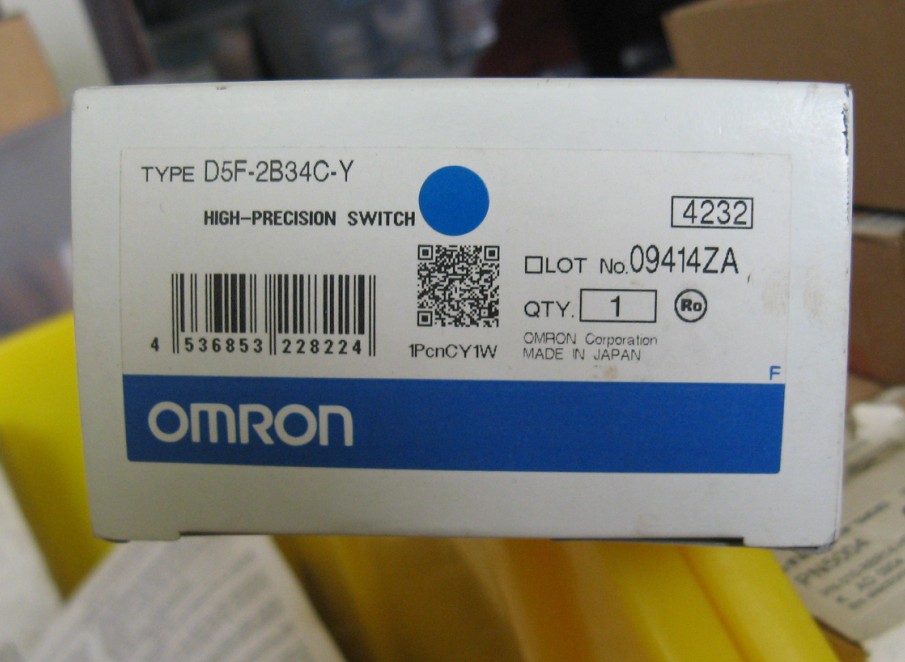 TYPE D5F-2B34C-Y
HIGH-PRECISION SWITCH
4232
LOT No.09414ZA
QTY. 1
Ro
4 536853 228224
1PcnCY1W
OMRON Corporation
MADE IN JAPAN
F
OMRON